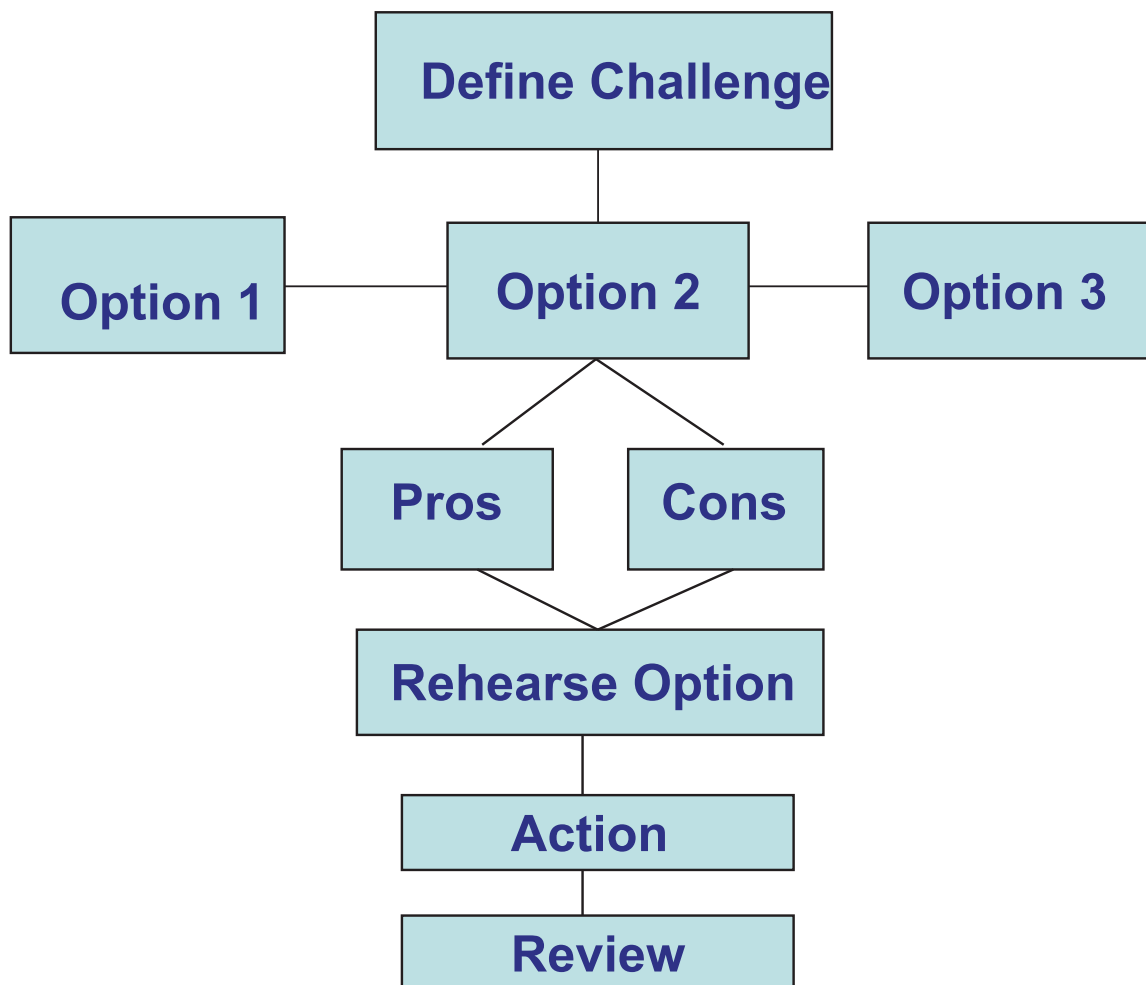 Define Challenge
Option 1
Option 2
Option 3
Pros
Cons
Rehearse Option
Action
Review